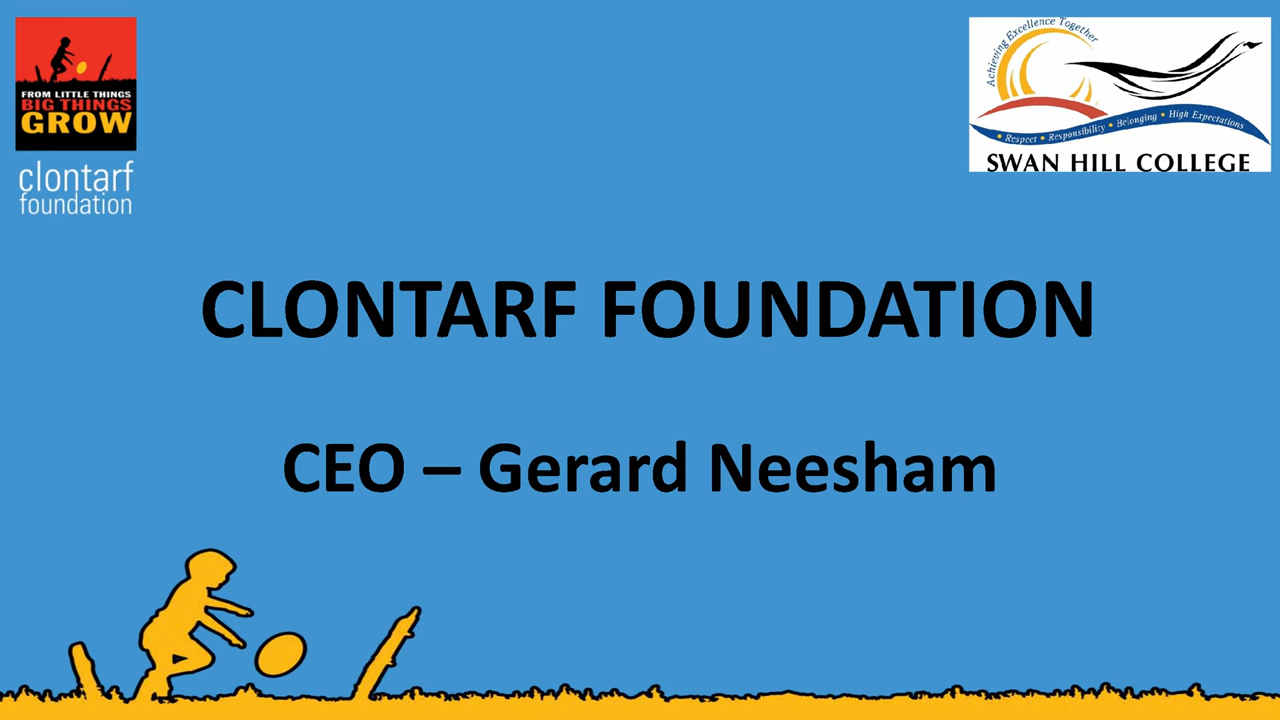 FROM LITTLE THINGS
BIG THINGS
GROW
clontarf
foundation
Achieving Excellence Together
• Respect • Responsibility • Belonging • High Expectations
SWAN HILL COLLEGE
CLONTARF FOUNDATION
CEO – Gerard Neesham